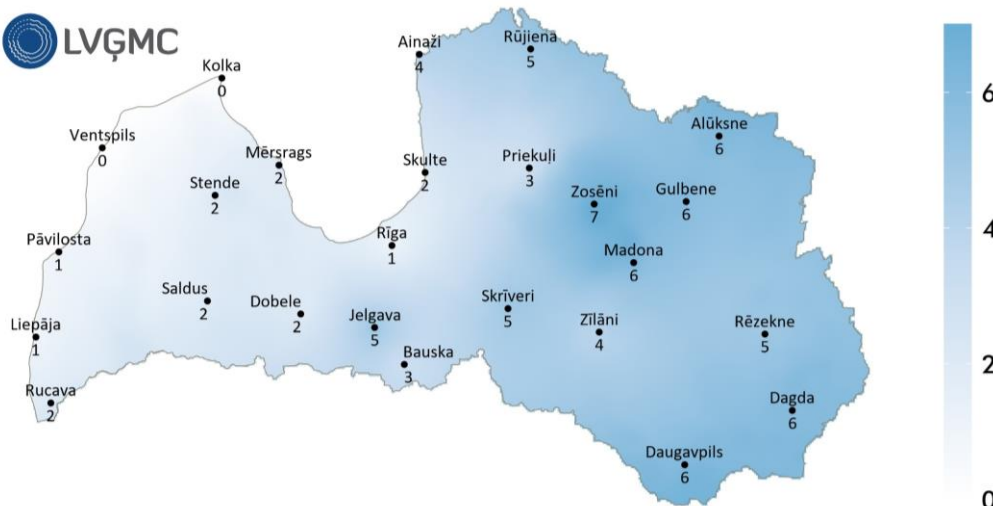 LVĢMC
Kolka
0
Ainaži
4
Rūjiena
5
6
Ventspils
0
Mērsrags
2
Stende
2
Skulte
2
Priekuļi
3
Alūksne
6
Zosēni
7
Gulbene
6
4
Pāvilosta
1
Rīga
1
Madona
6
Saldus
2
Dobele
2
Jelgava
5
Skrīveri
5
Zīlāni
4
Rēzekne
5
Liepāja
1
Bauska
3
2
Rucava
2
Dagda
6
Daugavpils
6
0